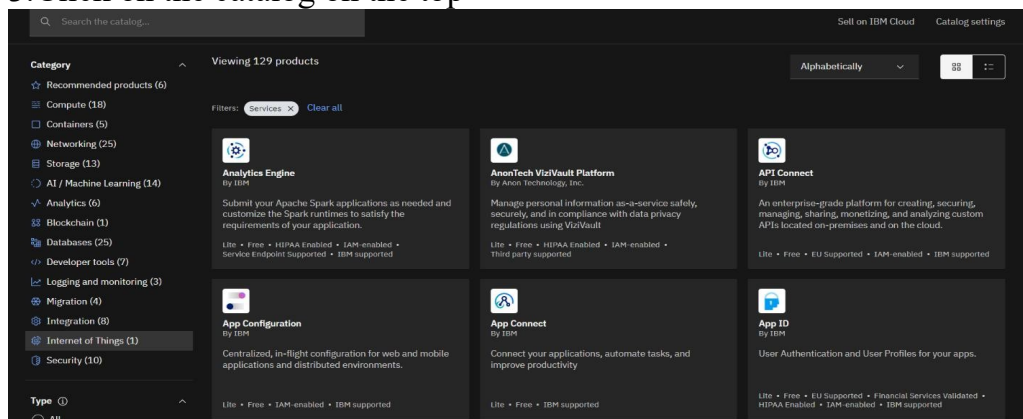 Search the catalog...
Sell on IBM Cloud
Catalog settings
Category
Recommended products (6)
Compute (18)
Containers (5)
Networking (25)
Storage (13)
AI / Machine Learning (14)
Analytics (6)
Blockchain (1)
Databases (25)
Developer tools (7)
Logging and monitoring (3)
Migration (4)
Integration (8)
Internet of Things (1)
Security (10)
Type
All
Viewing 129 products
Alphabetically
Filters: Services × Clear all
Analytics Engine
By IBM
Submit your Apache Spark applications as needed and
customize the Spark runtimes to satisfy the
requirements of your application.
Lite • Free • HIPAA Enabled • IAM-enabled •
Service Endpoint Supported • IBM supported
AnonTech ViziVault Platform
By Anon Technology, Inc.
Manage personal information as-a-service safely,
securely, and in compliance with data privacy
regulations using ViziVault
Lite • Free • HIPAA Enabled • IAM-enabled •
Third party supported
API Connect
By IBM
An enterprise-grade platform for creating, securing,
managing, sharing, monetizing, and analyzing custom
APIs located on-premises and on the cloud.
Lite • Free • EU Supported • IAM-enabled • IBM supported
App Configuration
By IBM
Centralized, in-flight configuration for web and mobile
applications and distributed environments.
Lite • Free • IAM-enabled • IBM supported
App Connect
By IBM
Connect your applications, automate tasks, and
improve productivity
Lite • Free • IAM-enabled • IBM supported
App ID
By IBM
User Authentication and User Profiles for your apps.
Lite • Free • EU Supported • Financial Services Validated •
HIPAA Enabled • IAM-enabled • IBM supported